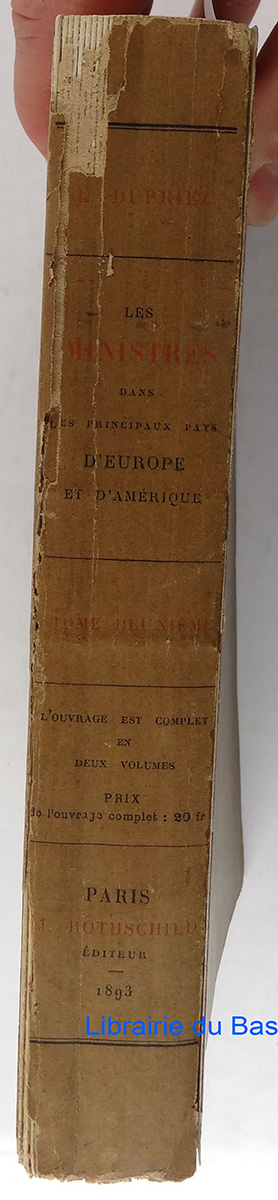 L. DUPRIEZ
LES
MINISTRES
DANS
LES PRINCIPAUX PAYS
D'EUROPE
ET D'AMÉRIQUE
TOME DEUXIÈME
L'OUVRAGE EST COMPLET
EN
DEUX VOLUMES
PRIX
de l'ouvrage complet : 20 fr
PARIS
J. ROTHSCHILD
ÉDITEUR
1893
Librairie du Bas